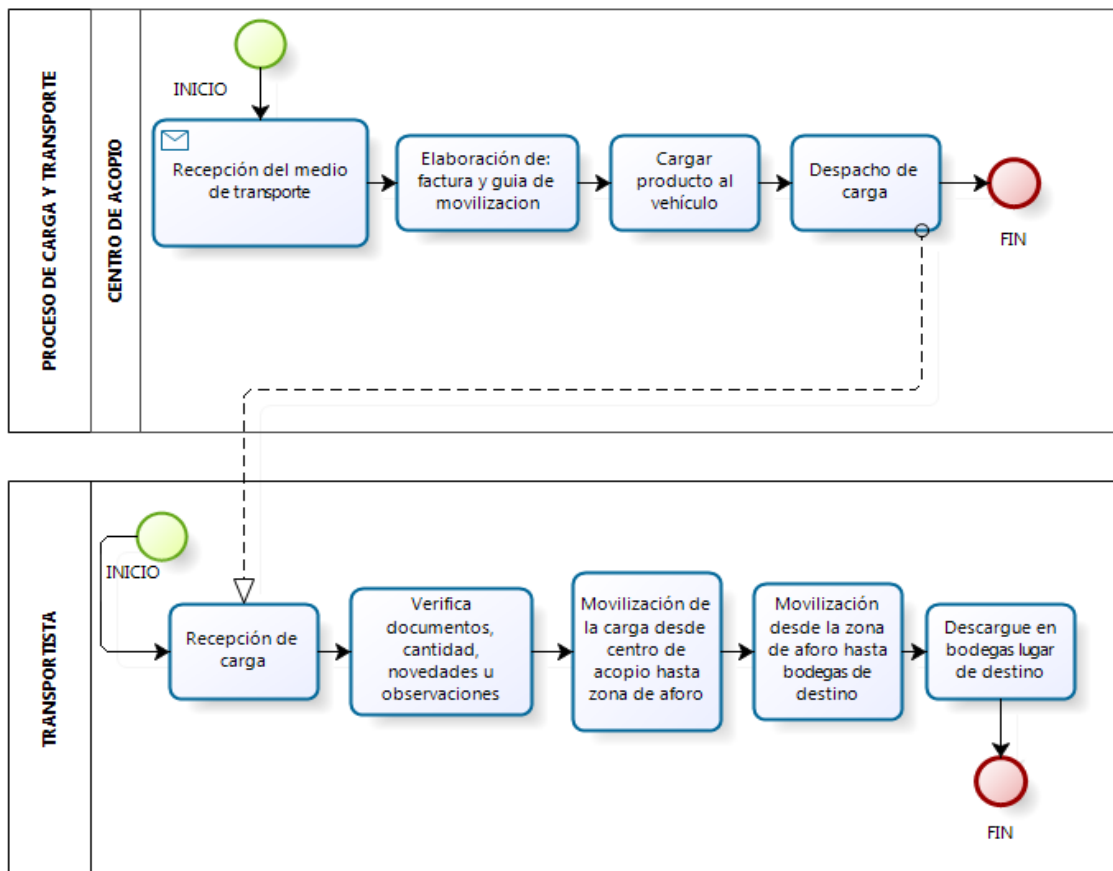 PROCESO DE CARGA Y TRANSPORTE
CENTRO DE ACOPIO
INICIO
Recepción del medio
de transporte
Elaboración de:
factura y guia de
movilizacion
Cargar
producto al
vehículo
Despacho de
carga
FIN
TRANSPORTISTA
INICIO
Recepción de
carga
Verifica
documentos,
cantidad,
novedades u
observaciones
Movilización de
la carga desde
centro de
acopio hasta
zona de aforo
Movilización
desde la zona
de aforo hasta
bodegas de
destino
Descargue en
bodegas lugar
de destino
FIN